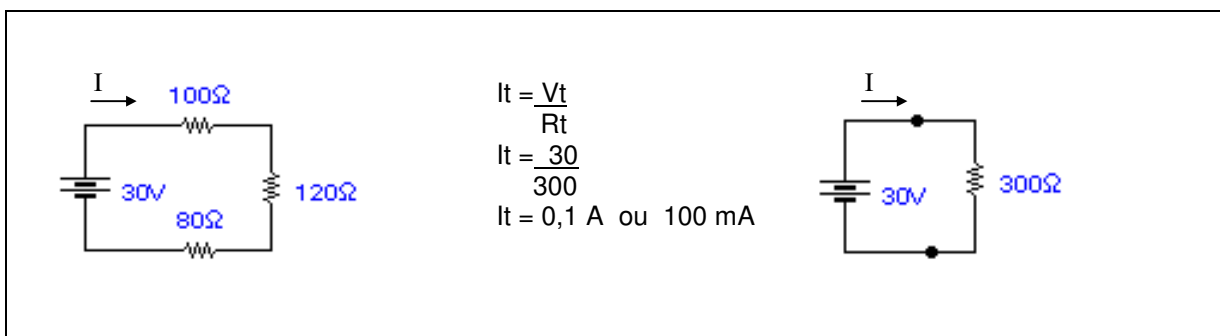 I
100Ω
30V
120Ω
80Ω
It = Vt
Rt
It = 30
300
It = 0,1 A ou 100 mA
I
30V
300Ω